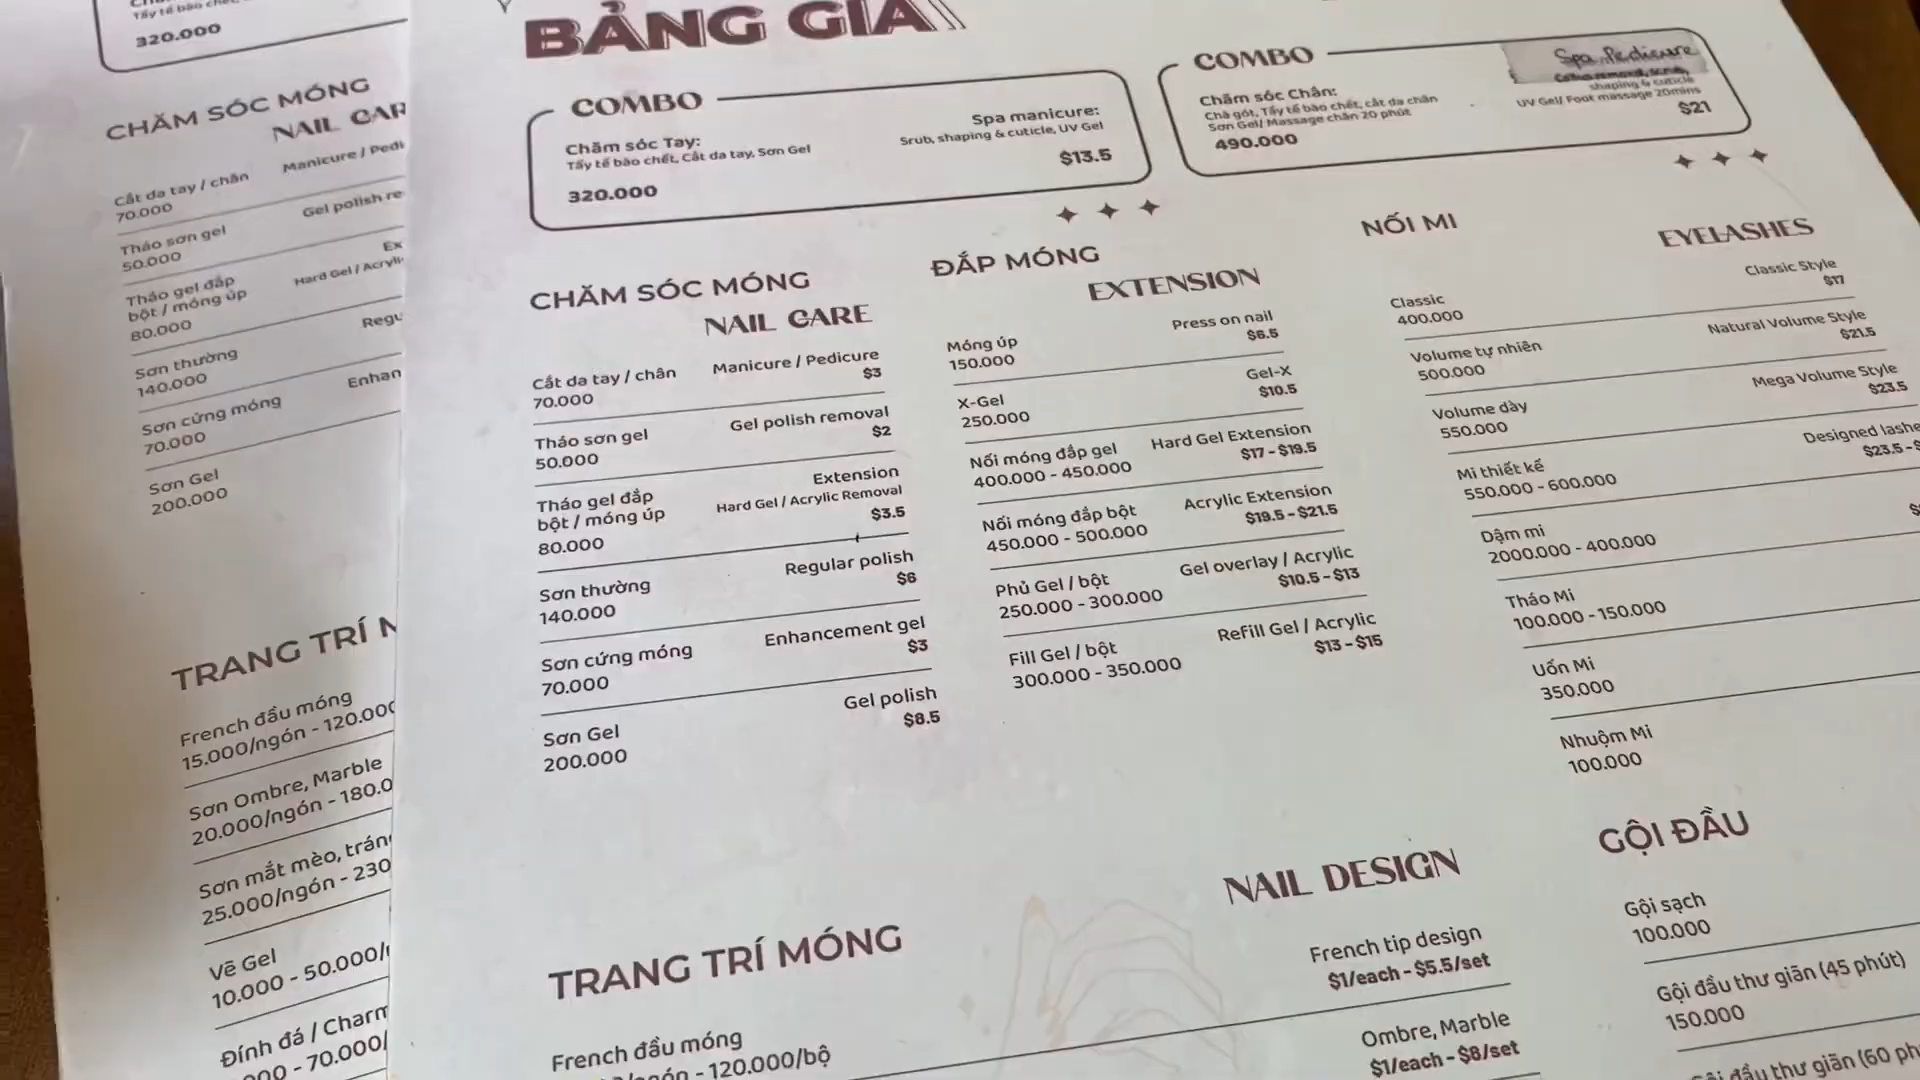 320.000
CHĂM SÓC MÓNG
NAIL CAR
Cắt da tay / chân
Manicure / Pedi
70.000
Tháo sơn gel
Gel polish re
50.000
Ex
Tháo gel đắp
Hard Gel / Acryli
bột / móng úp
80.000
Regu
Sơn thường
140.000
Enhan
Sơn cứng móng
70.000
Sơn Gel
200.000
TRANG TRÍ M
French đầu móng
15.000/ngón - 120.000
Sơn Ombre, Marble
20.000/ngón - 180.0
Sơn mắt mèo, trán
25.000/ngón - 230
Vẽ Gel
10.000 - 50.000/
Đính đá / Charm
000 - 70.000/
BẢNG GIÁ
COMBO
Chăm sóc Tay:
Tẩy tế bào chết, Cắt da tay, Sơn Gel
320.000
Spa manicure:
Srub, shaping & cuticle, UV Gel
$13.5
COMBO
Chăm sóc Chân:
Chà gót, Tẩy tế bào chết, cắt da chân
Sơn Gel/ Massage chân 20 phút
490.000
Spa Pedicure
shaping & cuticle
UV Gel/ Foot massage 20mins
$21
CHĂM SÓC MÓNG
NAIL CARE
Cắt da tay / chân
70.000
Manicure / Pedicure
$3
Tháo sơn gel
50.000
Gel polish removal
$2
Tháo gel đắp
bột / móng úp
80.000
Extension
Hard Gel / Acrylic Removal
$3.5
Sơn thường
140.000
Regular polish
$6
Sơn cứng móng
70.000
Enhancement gel
$3
Sơn Gel
200.000
Gel polish
$8.5
ĐẮP MÓNG
EXTENSION
Móng úp
150.000
Press on nail
$6.5
X-Gel
250.000
Gel-X
$10.5
Nối móng đắp gel
400.000 - 450.000
Hard Gel Extension
$17 - $19.5
Nối móng đắp bột
450.000 - 500.000
Acrylic Extension
$19.5 - $21.5
Phủ Gel / bột
250.000 - 300.000
Gel overlay / Acrylic
$10.5 - $13
Fill Gel / bột
300.000 - 350.000
Refill Gel / Acrylic
$13 - $15
NỐI MI
EYELASHES
Classic
400.000
Classic Style
$17
Volume tự nhiên
500.000
Natural Volume Style
$21.5
Volume dày
550.000
Mega Volume Style
$23.5
Mi thiết kế
550.000 - 600.000
Designed lashe
$23.5 - $
Dậm mi
2000.000 - 400.000
Tháo Mi
100.000 - 150.000
Uốn Mi
350.000
Nhuộm Mi
100.000
TRANG TRÍ MÓNG
NAIL DESIGN
French đầu móng
- 120.000/bộ
French tip design
$1/each - $5.5/set
Ombre, Marble
$1/each - $8/set
GỘI ĐẦU
Gội sạch
100.000
Gội đầu thư giãn (45 phút)
150.000
đầu thư giãn (60 ph